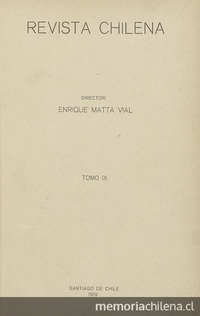 REVISTA CHILENA
DIRECTOR
ENRIQUE MATTA VIAL
TOMO IX
SANTIAGO DE CHILE
memoriachilena.cl